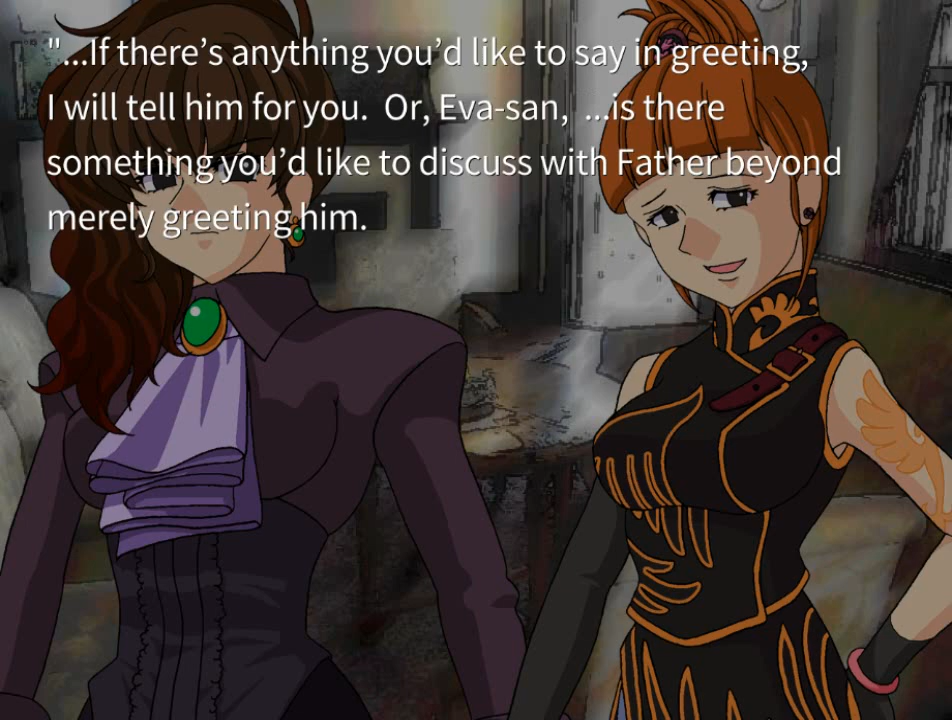 "...If there’s anything you’d like to say in greeting,
I will tell him for you.  Or, Eva-san,  ...is there
something you’d like to discuss with Father beyond
merely greeting him.